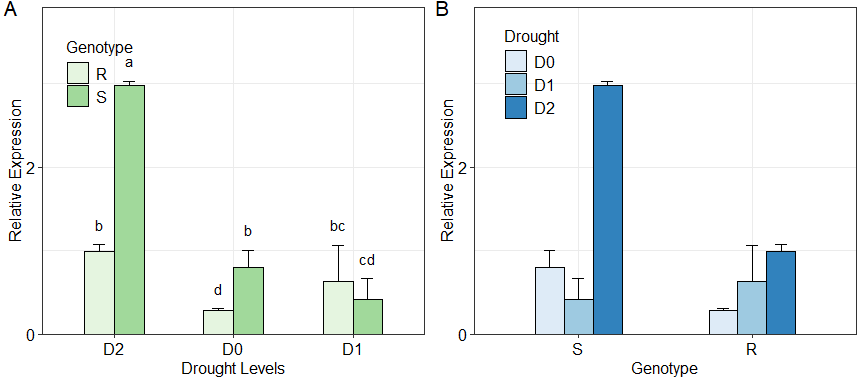 A
Genotype
R
S
a
b
d
b
bc
cd
Relative Expression
2
0
D2 D0 D1
Drought Levels
B
Drought
D0
D1
D2
Relative Expression
2
0
S R
Genotype